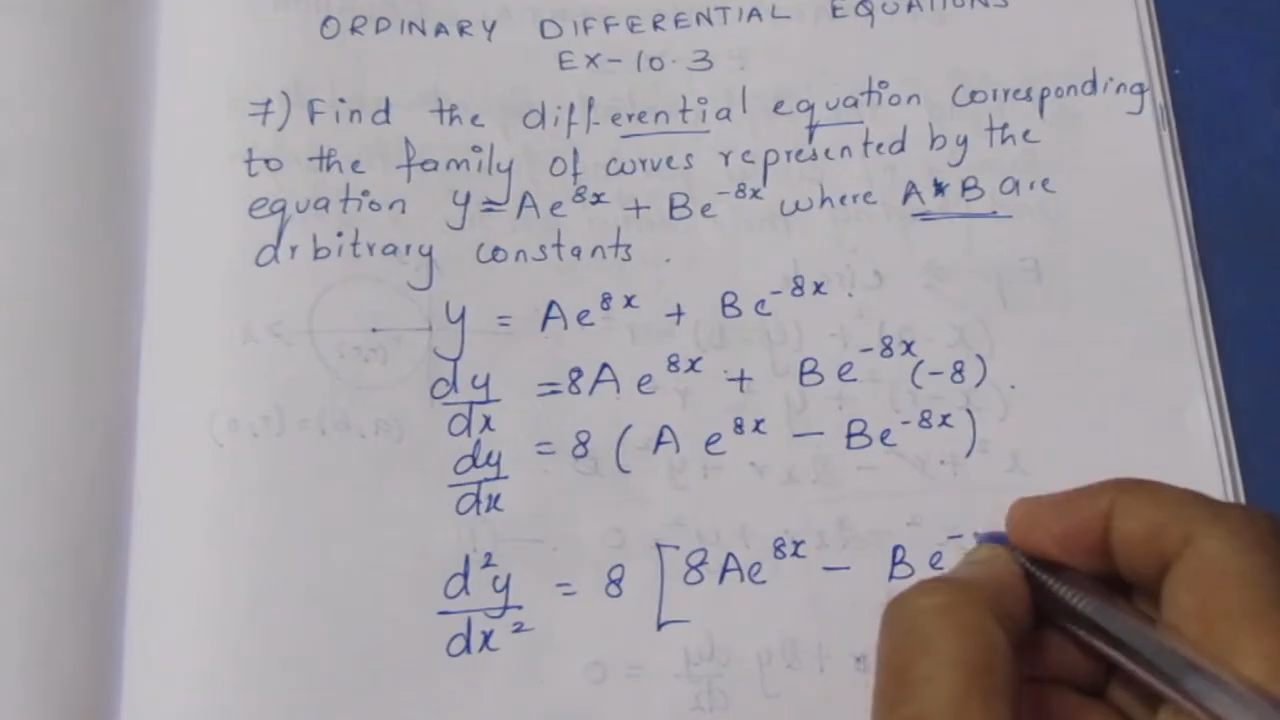 ORDINARY DIFFERENTIAL EQUATIONS
EX-10.3
7) Find the differential equation corresponding
to the family of curves represented by the
equation y = Ae^8x + Be^-8x where A & B are
arbitrary constants.
y = Ae^8x + Be^-8x.
dy/dx = 8Ae^8x + Be^-8x(-8).
dy/dx = 8(Ae^8x - Be^-8x)
d²y/dx² = 8[8Ae^8x - Be^-